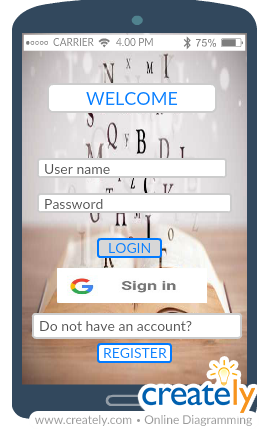 CARRIER 4.00 PM 75%
WELCOME
User name
Password
LOGIN
G Sign in
Do not have an account?
REGISTER
creately
www.creately.com • Online Diagramming